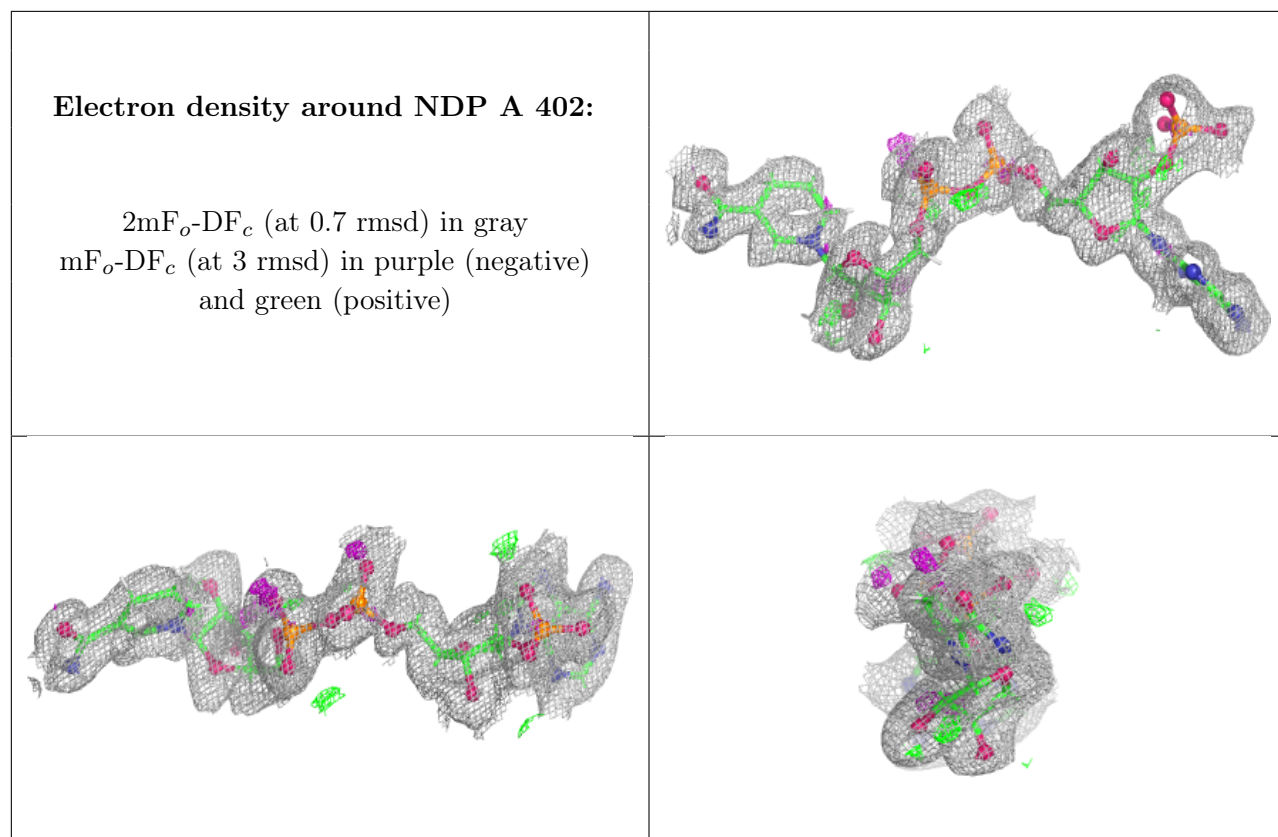 Electron density around NDP A 402:
2mFo-DFc (at 0.7 rmsd) in gray
mFo-DFc (at 3 rmsd) in purple (negative)
and green (positive)